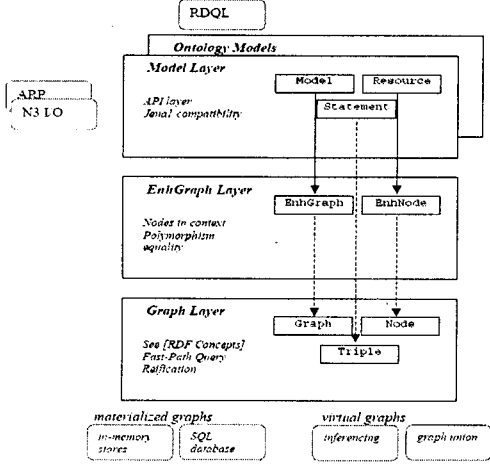 RDQL
Ontology Models
Model Layer
Model
Resource
ARP
N3 I/O
API layer
Jena1 compatibility
Statement
EnhGraph Layer
EnhGraph
EnhNode
Nodes in context
Polymorphism
equality
Graph Layer
Graph
Node
See [RDF Concepts]
Fast-Path Query
Reification
Triple
materialized graphs
virtual graphs
in-memory
stores
SQL
database
inferencing
graph union